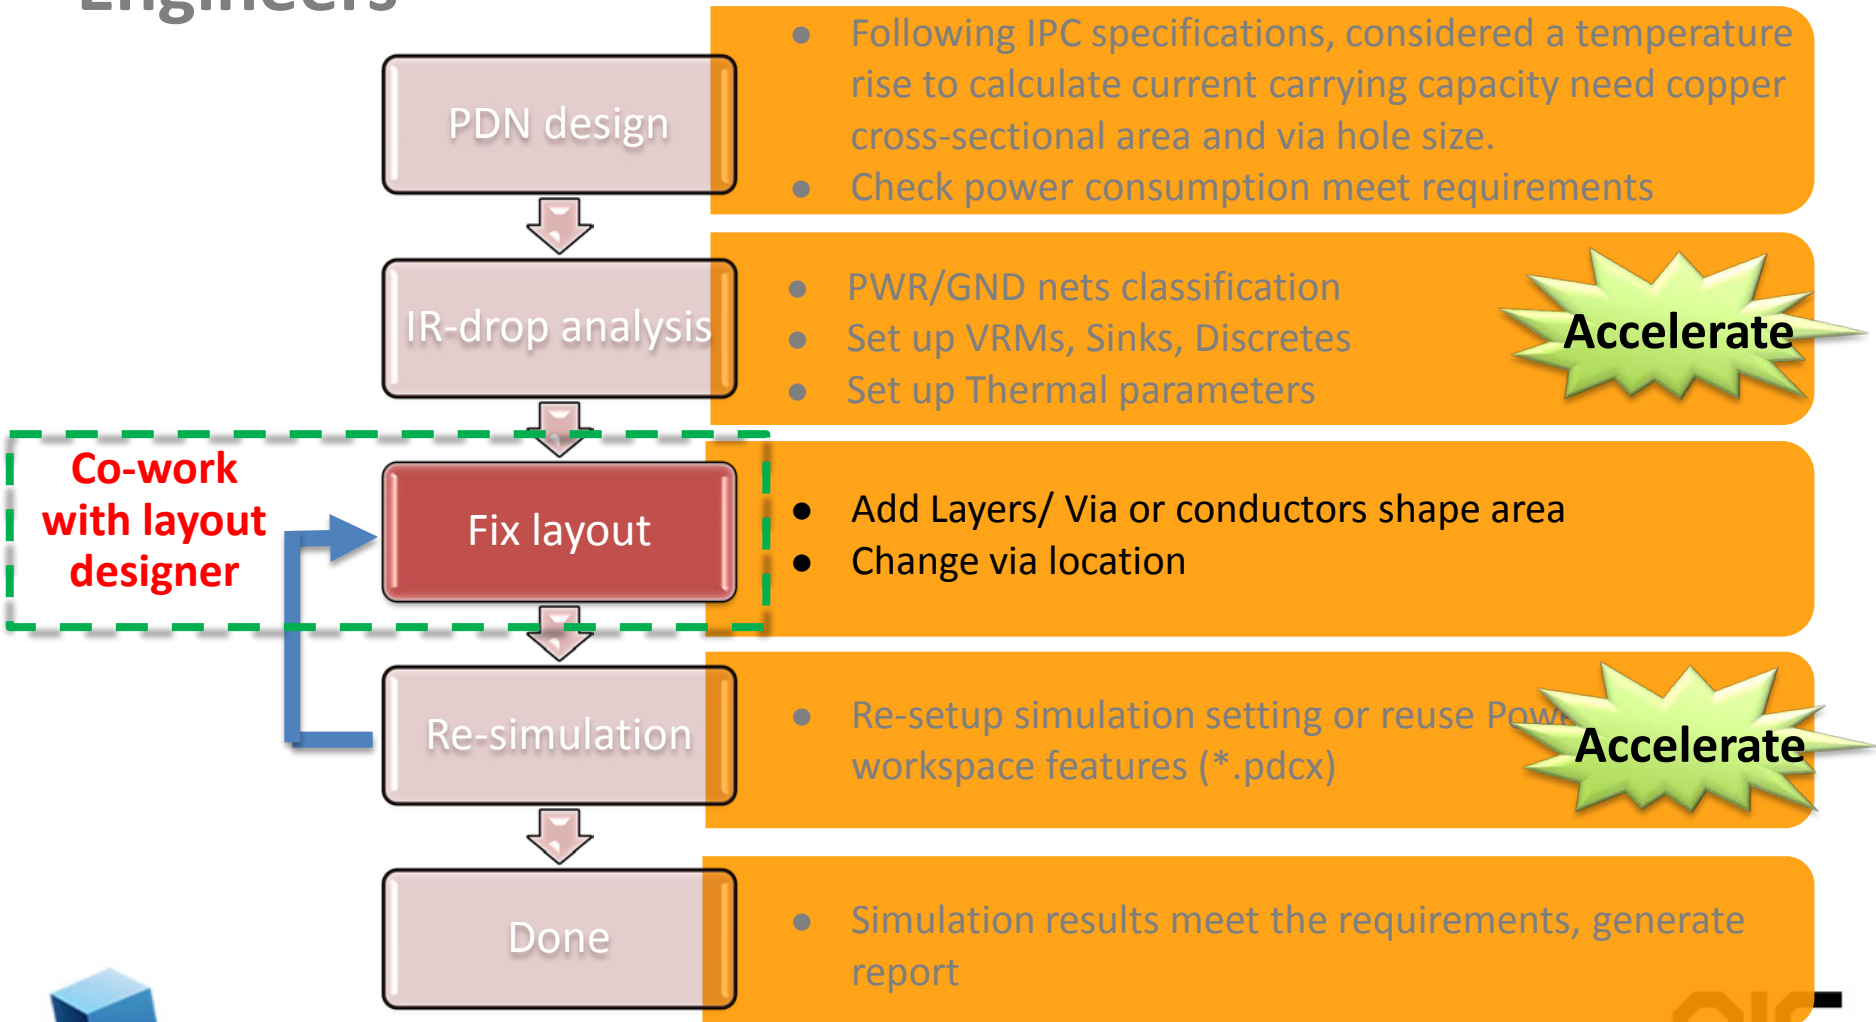 Engineers
PDN design
● Following IPC specifications, considered a temperature
rise to calculate current carrying capacity need copper
cross-sectional area and via hole size.
● Check power consumption meet requirements
IR-drop analysis
● PWR/GND nets classification
● Set up VRMs, Sinks, Discretes
● Set up Thermal parameters
Accelerate
Co-work
with layout
designer
Fix layout
● Add Layers/ Via or conductors shape area
● Change via location
Re-simulation
● Re-setup simulation setting or reuse
workspace features (*.pdcx)
Accelerate
Done
● Simulation results meet the requirements, generate
report